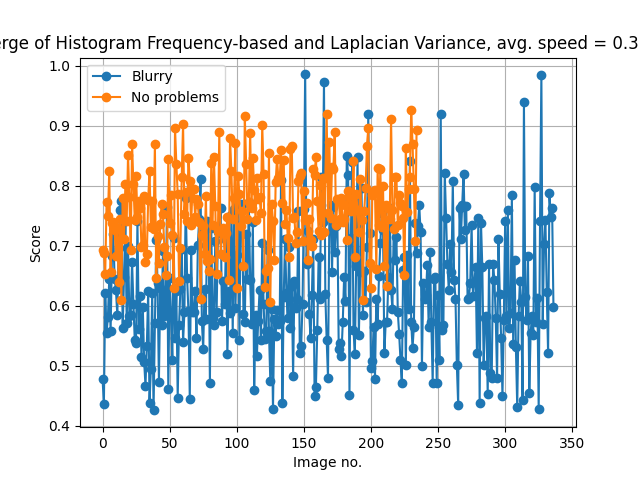 of Histogram Frequency-based and Laplacian Variance, avg. speed = 0.3
Blurry
No problems
Score
1.0
0.9
0.8
0.7
0.6
0.5
0.4
0 50 100 150 200 250 300 350
Image no.